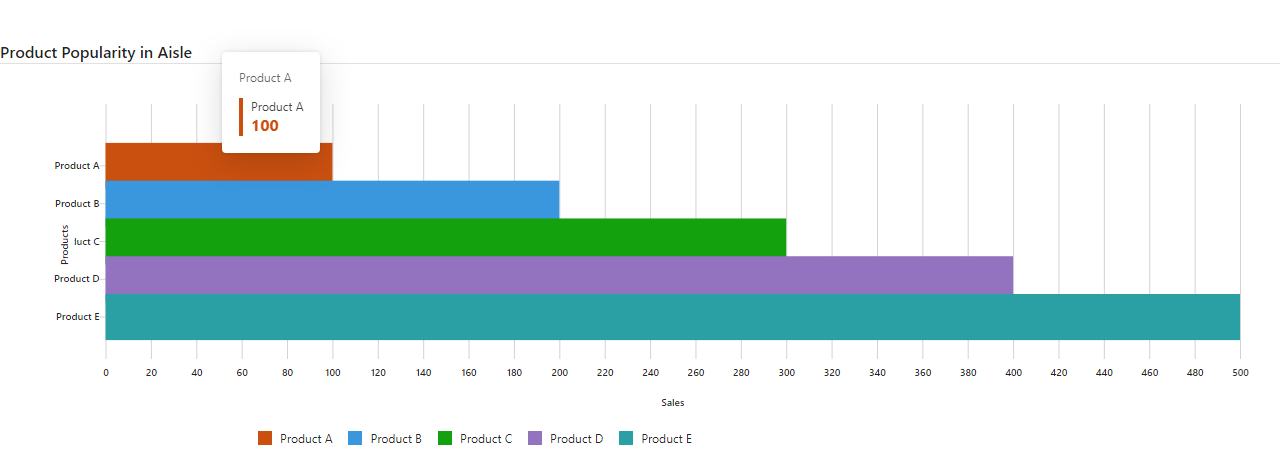 Product Popularity in Aisle
Product A
Product A
100
Product A
Product B
Products
luct C
Product D
Product E
0 20 40 60 80 100 120 140 160 180 200 220 240 260 280 300 320 340 360 380 400 420 440 460 480 500
Sales
Product A Product B Product C Product D Product E